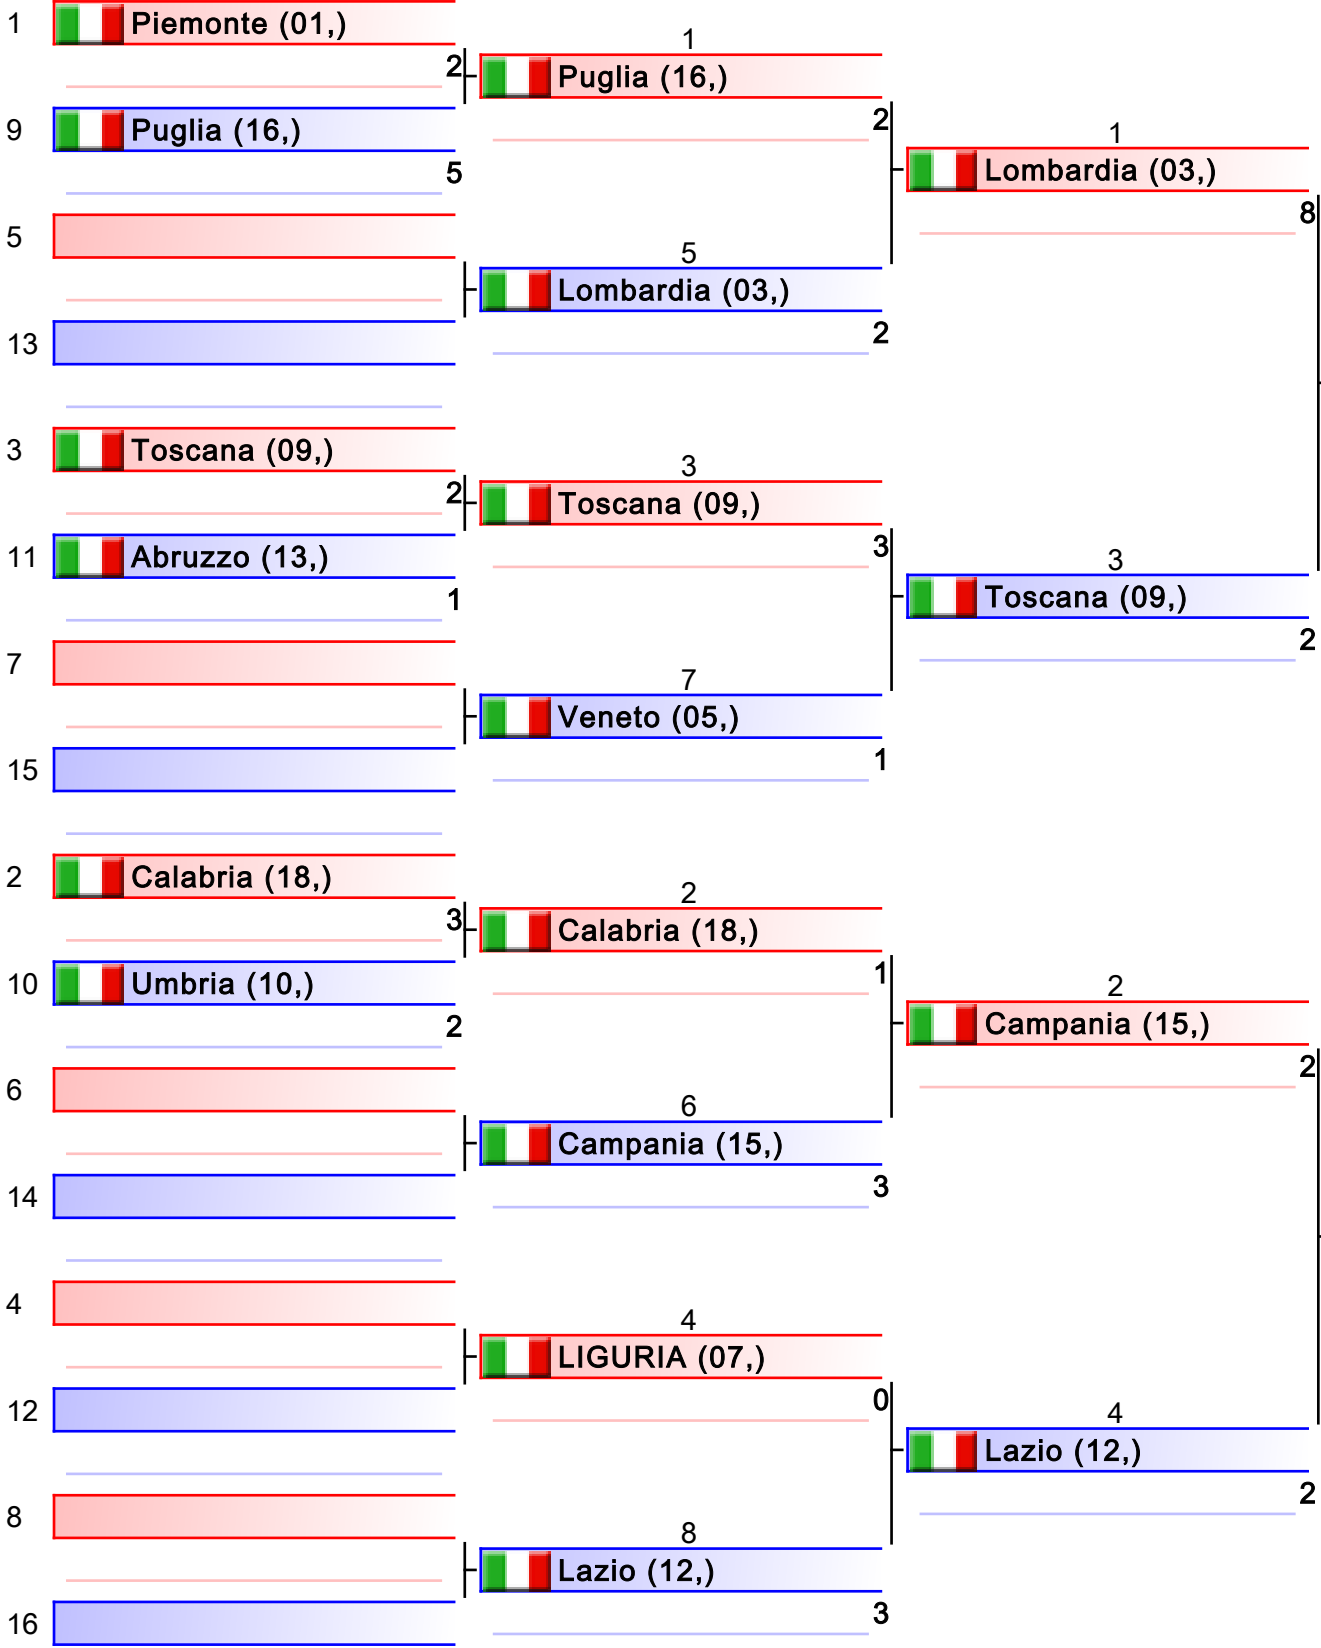 1 Piemonte (01,)
2
9 Puglia (16,)
5
5
13
3 Toscana (09,)
2
11 Abruzzo (13,)
1
7
15
2 Calabria (18,)
3
10 Umbria (10,)
2
6
14
4
12
8
16
1
Puglia (16,)
2
5
Lombardia (03,)
2
3
Toscana (09,)
3
7
Veneto (05,)
1
2
Calabria (18,)
1
6
Campania (15,)
3
4
LIGURIA (07,)
0
8
Lazio (12,)
3
1
Lombardia (03,)
8
3
Toscana (09,)
2
2
Campania (15,)
2
4
Lazio (12,)
2